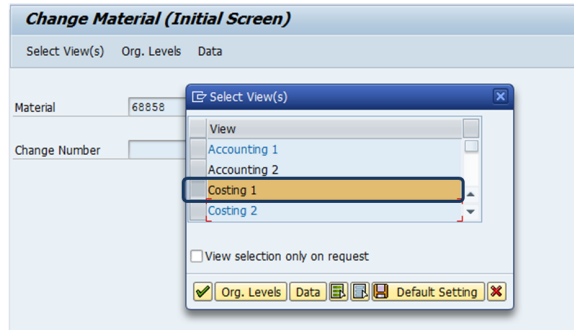 Change Material (Initial Screen)
Select View(s) Org. Levels Data
Select View(s)
Material 68858
View
Accounting 1
Change Number
Accounting 2
Costing 1
Costing 2
View selection only on request
Org. Levels Data Default Setting